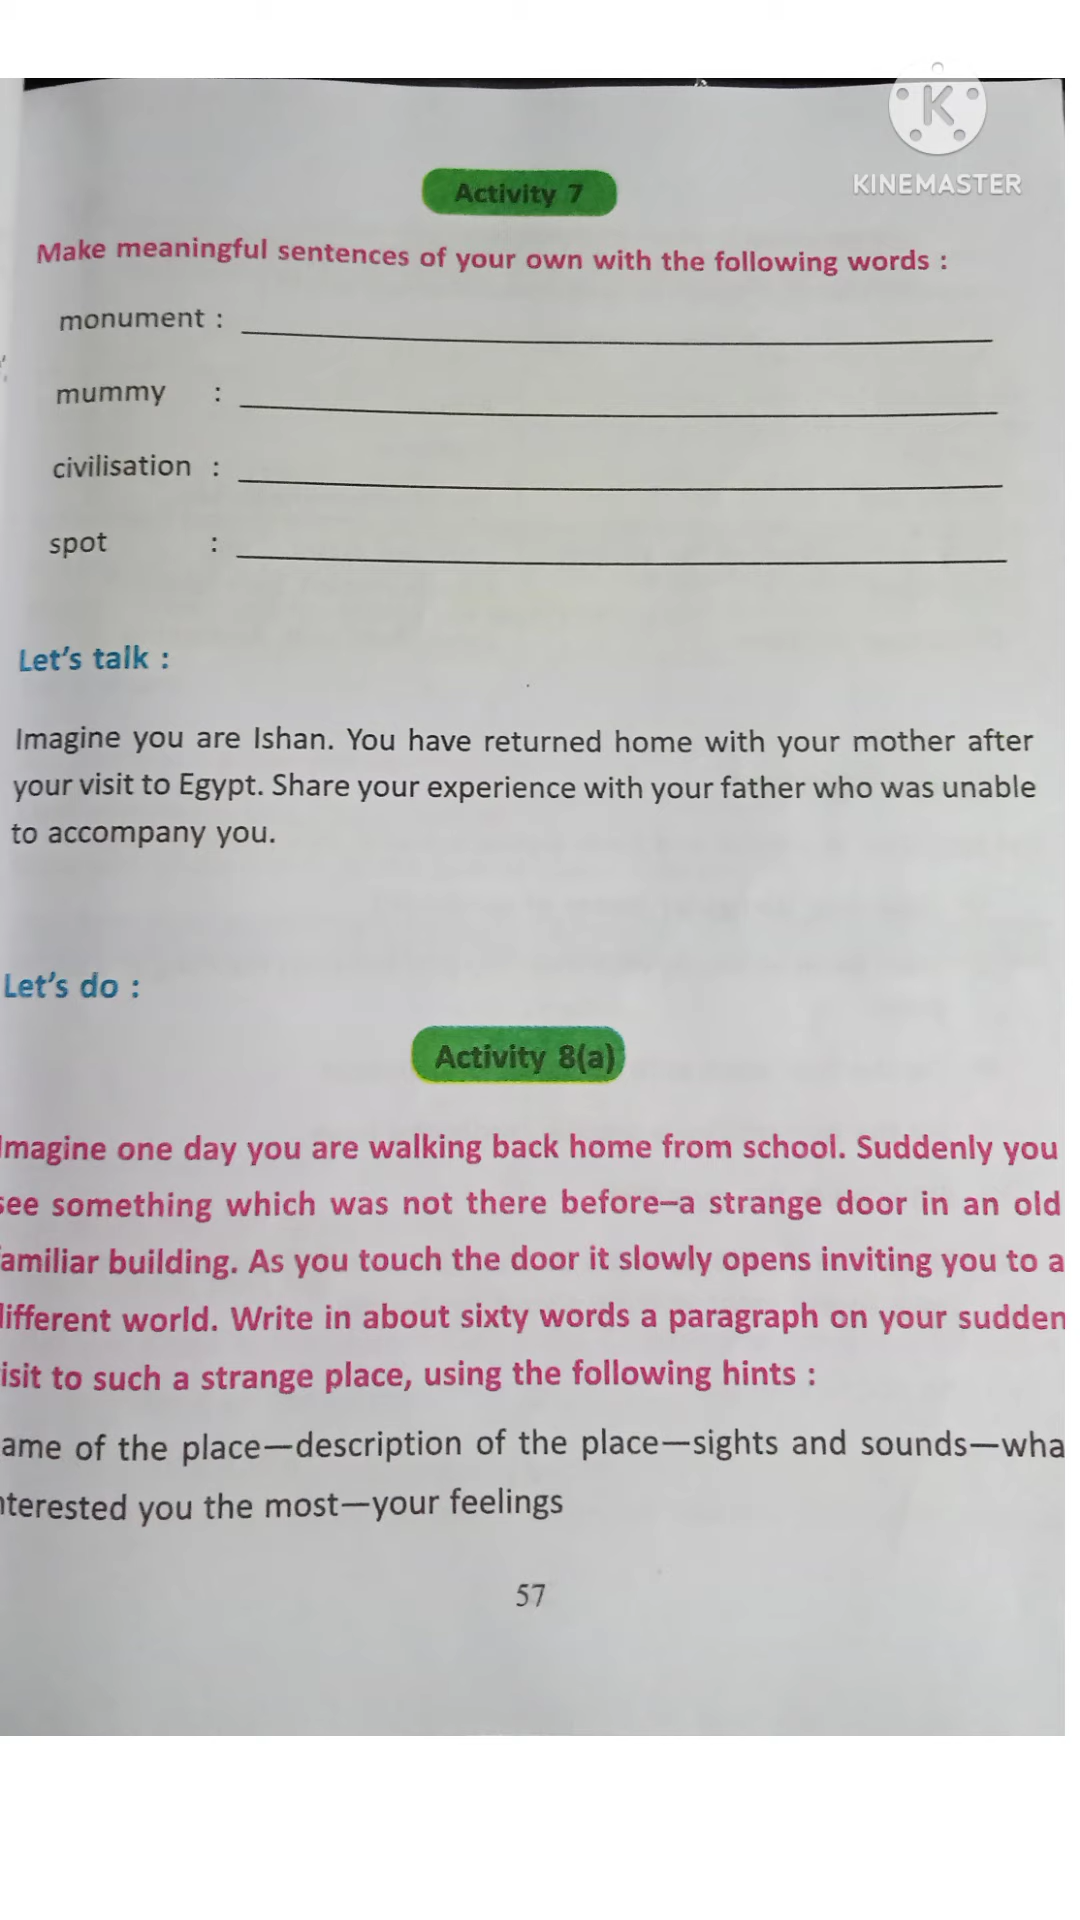 K
KINEMASTER
Activity 7
Make meaningful sentences of your own with the following words :
monument :
mummy :
civilisation :
spot :
Let's talk :
Imagine you are Ishan. You have returned home with your mother after
your visit to Egypt. Share your experience with your father who was unable
to accompany you.
Let's do :
Activity 8(a)
magine one day you are walking back home from school. Suddenly you
see something which was not there before—a strange door in an old
amiliar building. As you touch the door it slowly opens inviting you to a
ifferent world. Write in about sixty words a paragraph on your sudden
isit to such a strange place, using the following hints :
ame of the place—description of the place—sights and sounds—wha
terested you the most—your feelings
57